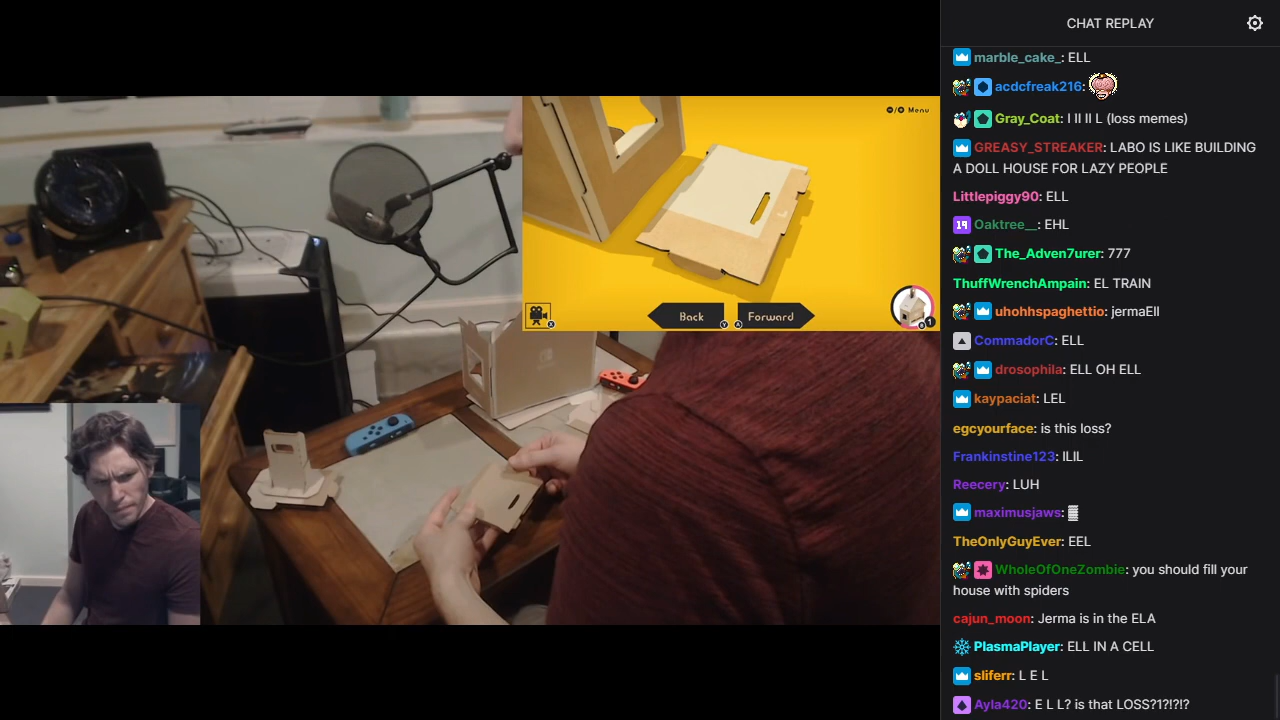 CHAT REPLAY
marble_cake_: ELL
acdcfreak216:
Gray_Coat: I II II L (loss memes)
GREASY_STREAKER: LABO IS LIKE BUILDING
A DOLL HOUSE FOR LAZY PEOPLE
Littlepiggy90: ELL
19 Oaktree__: EHL
The_Adven7urer: 777
ThuffWrenchAmpain: EL TRAIN
uhohhspaghettio: jermaEll
CommadorC: ELL
drosophila: ELL OH ELL
kaypaciat: LEL
egcyourface: is this loss?
Frankinstine123: ILIL
Reecery: LUH
maximusjaws: ▓
TheOnlyGuyEver: EEL
WholeOfOneZombie: you should fill your
house with spiders
cajun_moon: Jerma is in the ELA
PlasmaPlayer: ELL IN A CELL
sliferr: L E L
Ayla420: E L L? is that LOSS?1?!?!?
-/+ Menu
X
Back
Y
A
Forward
1